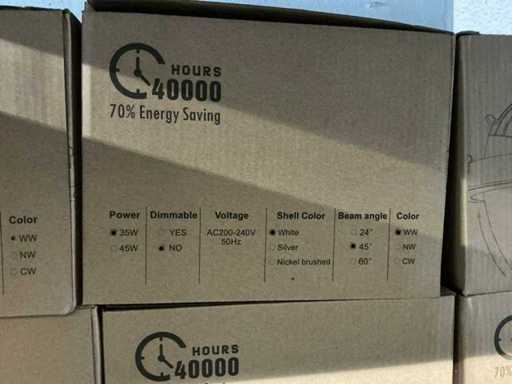 HOURS
40000
70% Energy Saving
Power Dimmable Voltage Shell Color Beam angle Color
35W YES AC200-240V White 24° WW
45W NO 50Hz Silver 45° NW
Nickel brushed 60° CW
Color
WW
NW
CW
HOURS
40000
70%